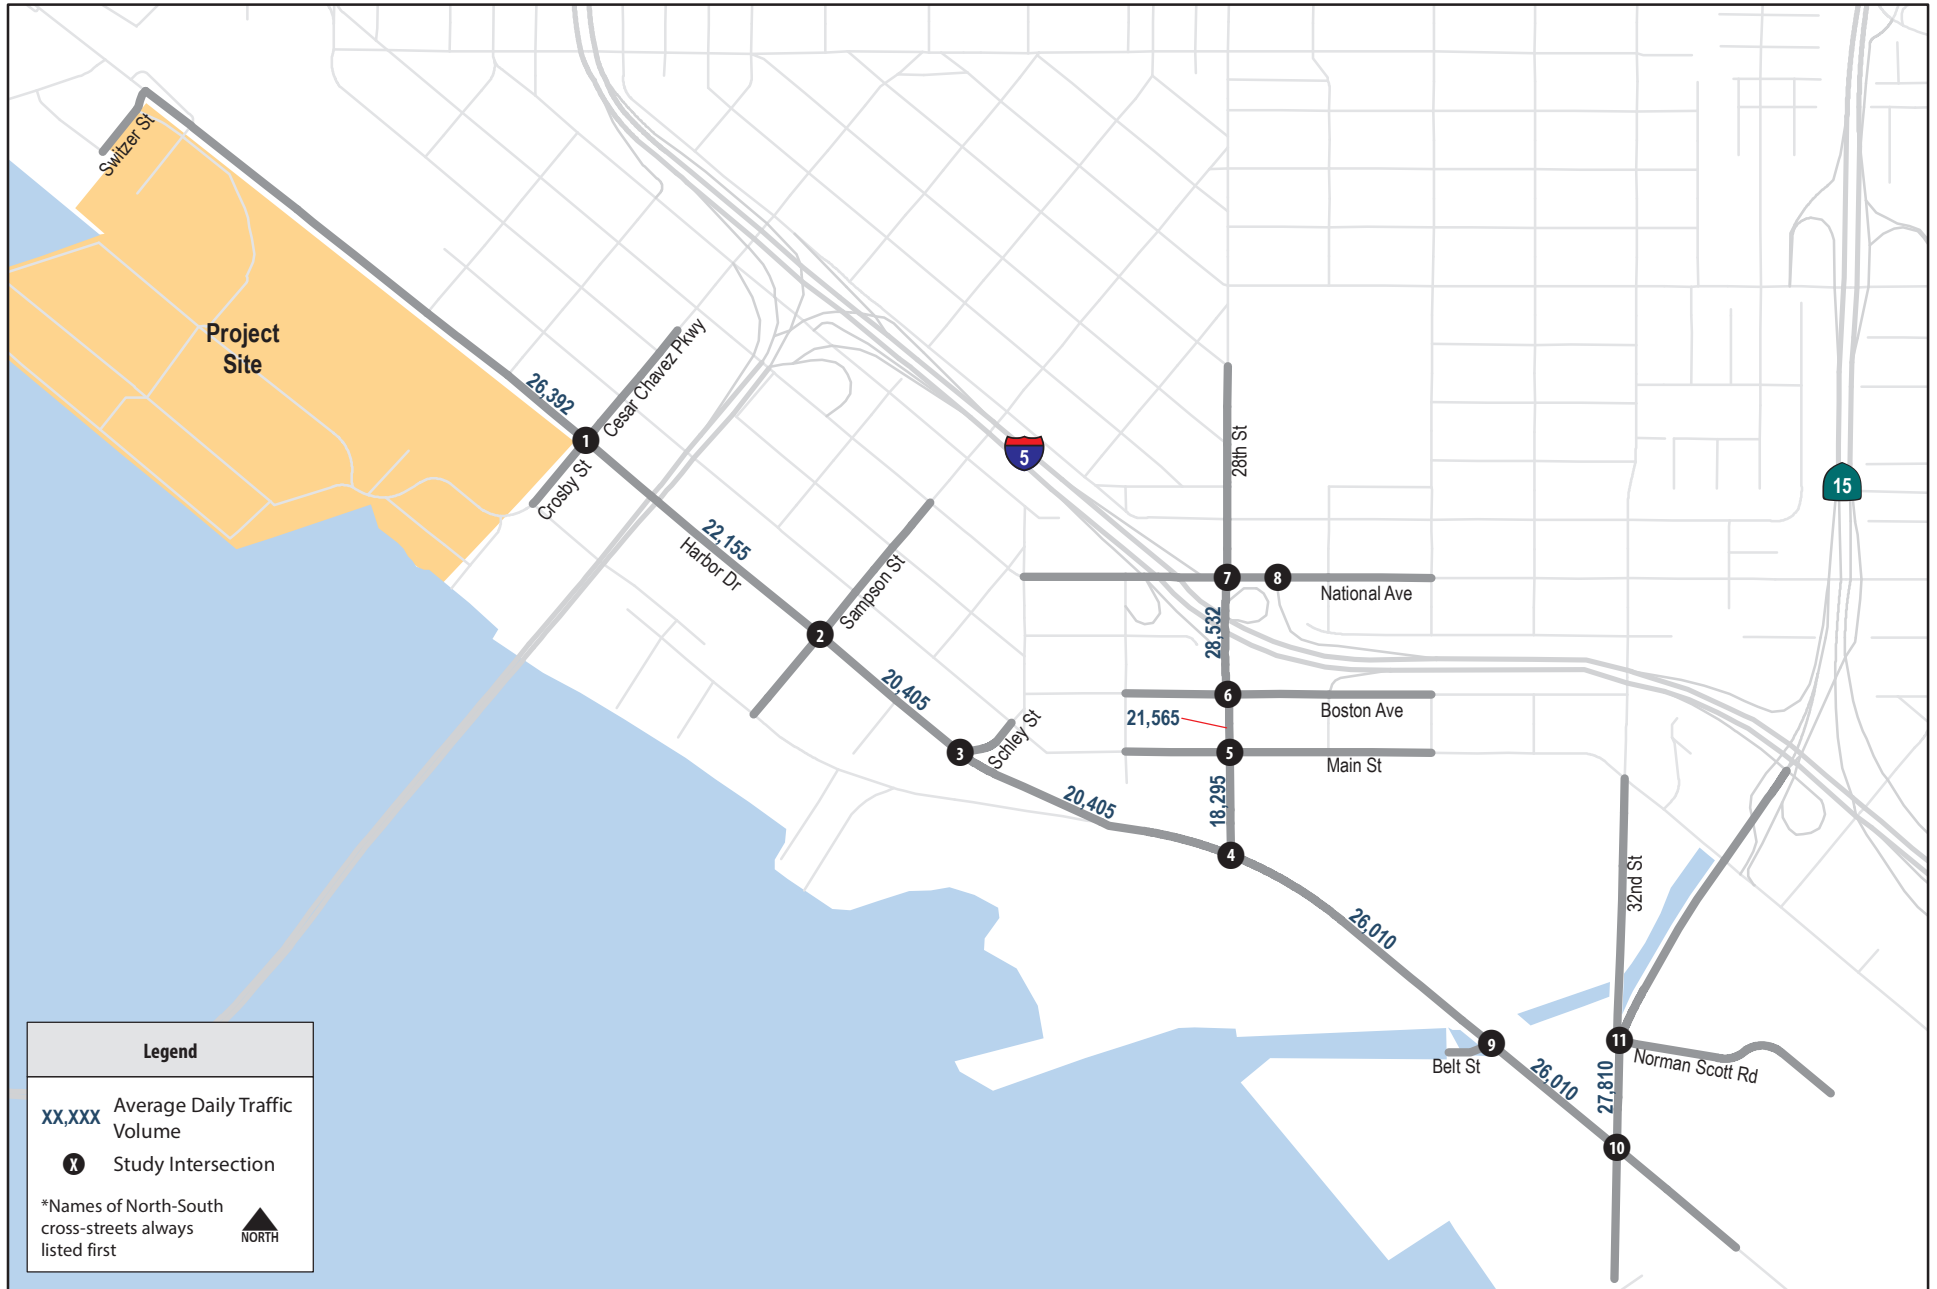 Switzer St
Project
Site
26,392
Cesar Chavez Pkwy
1
Crosby St
5
28th St
15
22,155
Harbor Dr
Sampson St
2
7
8
National Ave
28,532
20,405
6
Boston Ave
21,565
Schley St
3
5
Main St
20,405
18,295
4
32nd St
26,010
9
Belt St
11
Norman Scott Rd
26,010
27,810
10
Legend
XX,XXX
Average Daily Traffic
Volume
X
Study Intersection
*Names of North-South
cross-streets always
listed first
NORTH